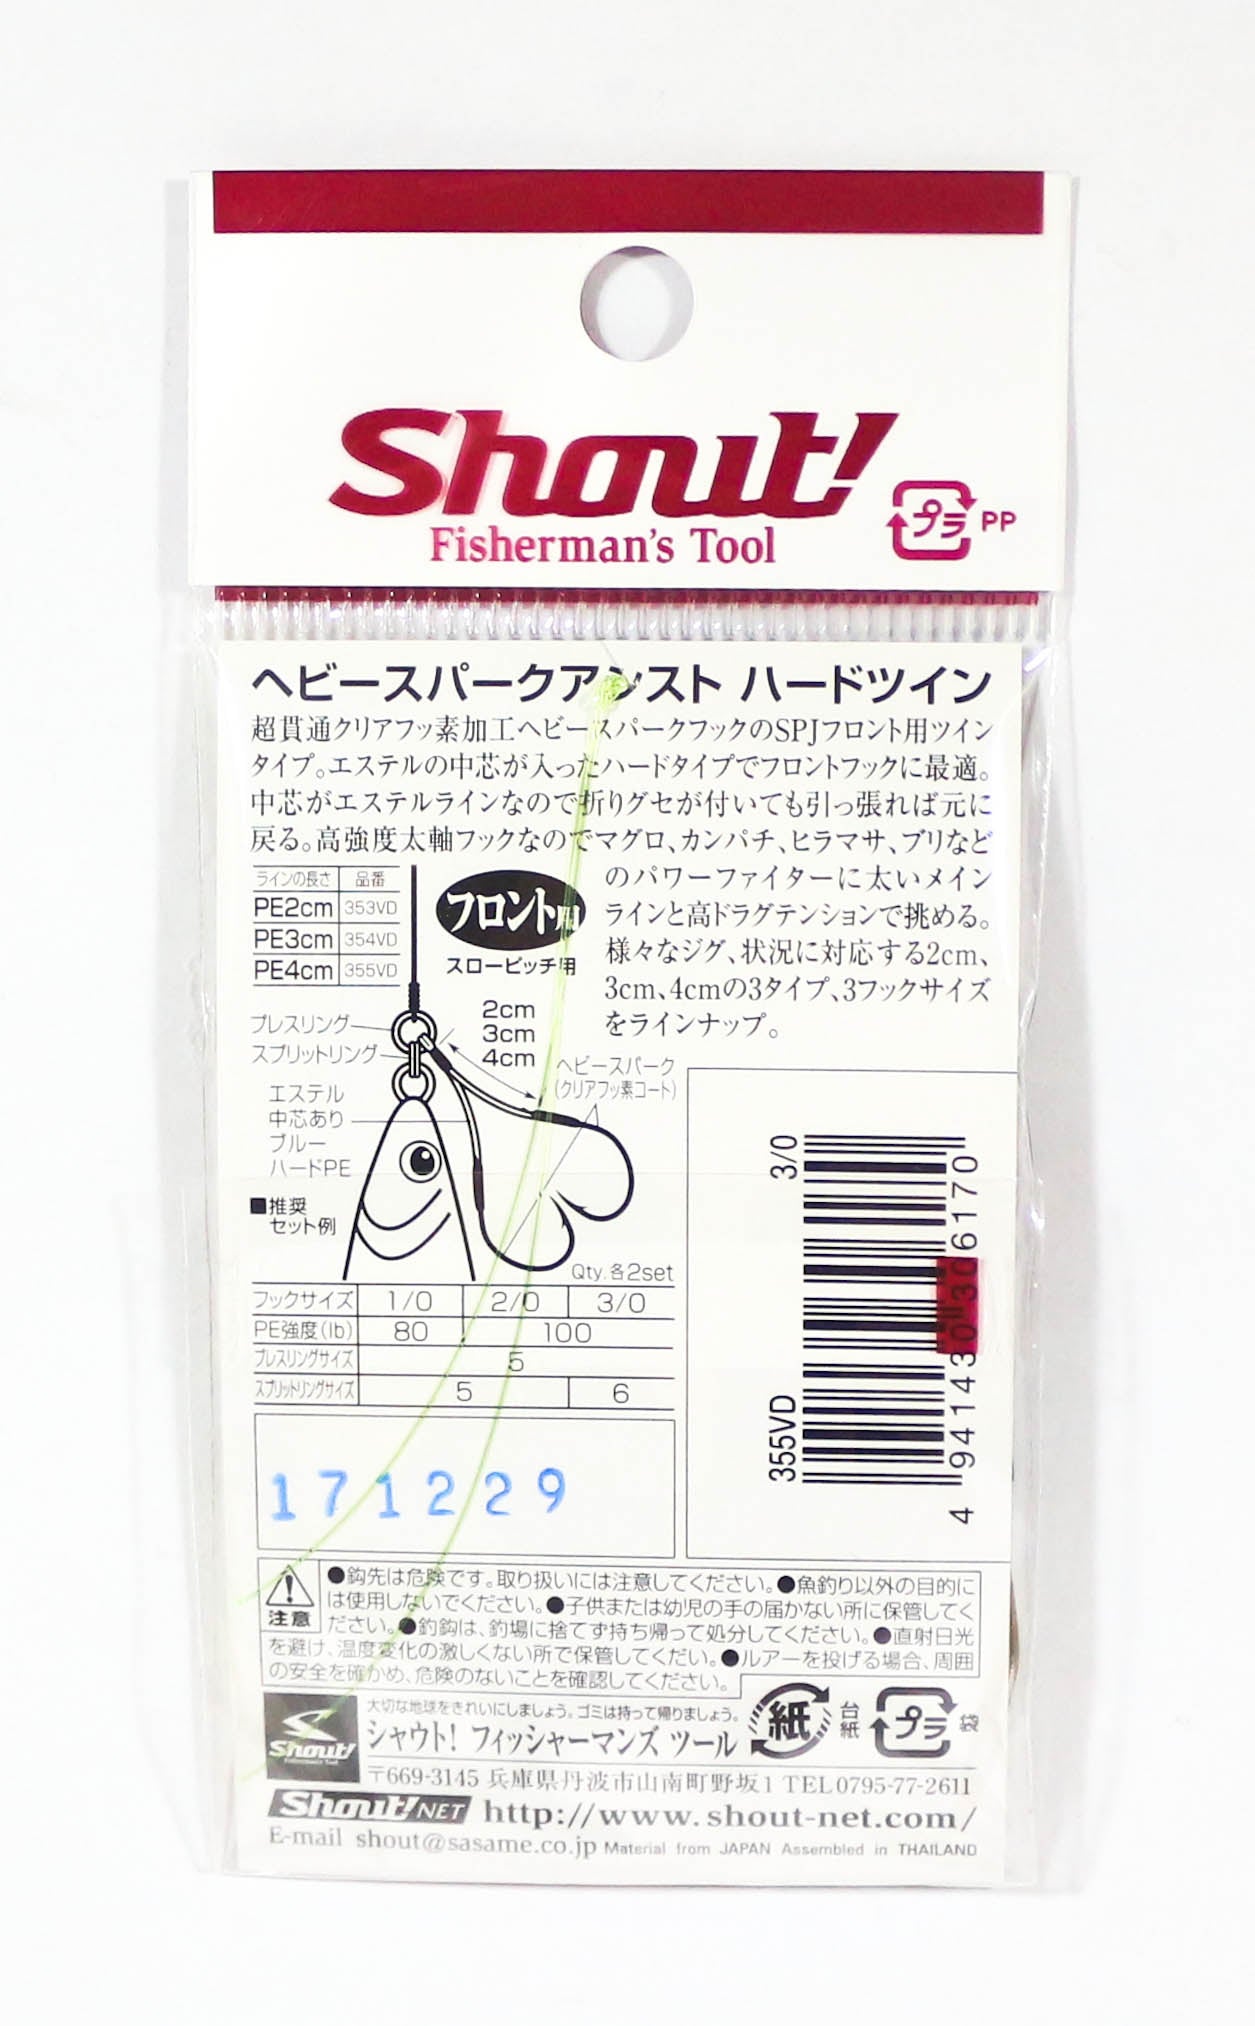 Shout!
Fisherman's Tool
プラ PP
ヘビースパークアシスト ハードツイン
超貫通クリアフッ素加工ヘビースパークフックのSPJフロント用ツイン
タイプ。エステルの中芯が入ったハードタイプでフロントフックに最適。
中芯がエステルラインなので折りグセが付いても引っ張れば元に
戻る。高強度太軸フックなのでマグロ、カンパチ、ヒラマサ、ブリなど
のパワーファイターに太いメイン
ラインと高ドラグテンションで挑める。
様々なジグ、状況に対応する2cm、
3cm、4cmの3タイプ、3フックサイズ
をラインナップ。
ラインの長さ 品番
PE2cm 353VD
PE3cm 354VD
PE4cm 355VD
フロント用
スローピッチ用
プレスリング
スプリットリング
2cm
3cm
4cm
ヘビースパーク
(クリアフッ素コート)
エステル
中芯あり
ブルー
ハードPE
■推奨
セット例
Qty.各2set
フックサイズ 1/0 2/0 3/0
PE強度(lb) 80 100
プレスリングサイズ 5
スプリットリングサイズ 5 6
171229
3/0
355VD
4 941430 306170
注意
●鈎先は危険です。取り扱いには注意してください。●魚釣り以外の目的に
は使用しないでください。●子供または幼児の手の届かない所に保管してく
ださい。●釣鈎は、釣場に捨てず持ち帰って処分してください。●直射日光
を避け、温度変化の激しくない所で保管してくだい。●ルアーを投げる場合、周囲
の安全を確かめ、危険のないことを確認してください。
Shout!
Fisherman's Tool
大切な地球をきれいにしましょう。ゴミは持って帰りましょう。
シャウト! フィッシャーマンズ ツール
紙 台紙
プラ 袋
〒669-3145 兵庫県丹波市山南町野坂1 TEL0795-77-2611
Shout!NET http://www.shout-net.com/
E-mail shout@sasame.co.jp Material from JAPAN Assembled in THAILAND